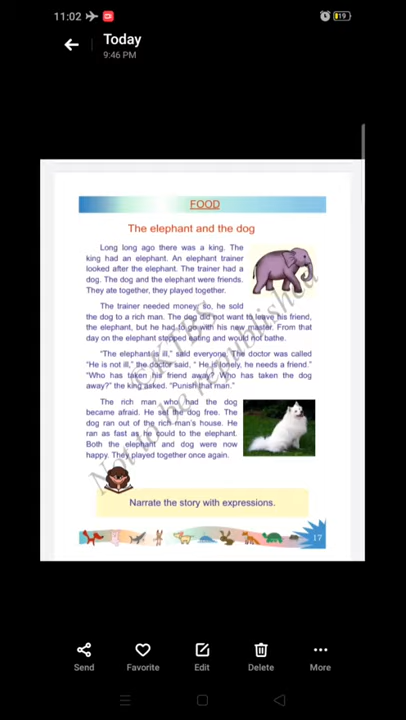 11:02
19
Today
9:46 PM
FOOD
The elephant and the dog
Long long ago there was a king. The
king had an elephant. An elephant trainer
looked after the elephant. The trainer had a
dog. The dog and the elephant were friends.
They ate together, they played together.
The trainer needed money, so, he sold
the dog to a rich man. The dog did not want to leave his friend,
the elephant, but he had to go with his new master. From that
day on the elephant stopped eating and would not bathe.
"The elephant is ill," said everyone. The doctor was called
"He is not ill," the doctor said, " He is lonely, he needs a friend."
"Who has taken his friend away? Who has taken the dog
away?" the king asked. "Punish that man."
The rich man who had the dog
became afraid. He set the dog free. The
dog ran out of the rich man's house. He
ran as fast as he could to the elephant.
Both the elephant and dog were now
happy. They played together once again.
©KTBS
Not to be republished
Narrate the story with expressions.
17
Send
Favorite
Edit
Delete
More